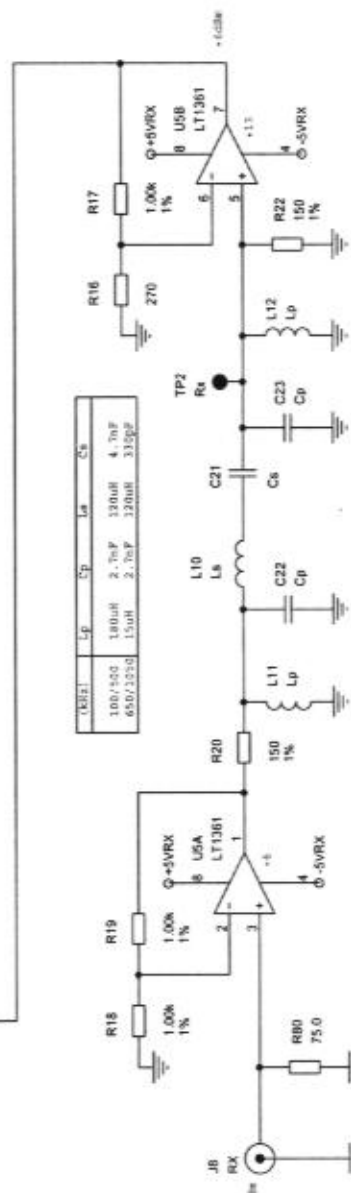 J8
RX
In
R80
75.0
R18
1.00k
1%
R19
1.00k
1%
+5VRX
8
U5A
LT1361
2
3
1
+6
4
-5VRX
R20
150
1%
L11
Lp
L10
Ls
C22
Cp
C21
Cs
TP2
Rx
C23
Cp
L12
Lp
R22
150
1%
R16
270
R17
1.00k
1%
+5VRX
8
U5B
LT1361
6
5
7
+13
4
-5VRX
(kHz) Lp Cp Ls Cs
100/500 180uH 2.7nF 120uH 4.7nF
650/1050 15uH 2.7nF 120uH 330pF